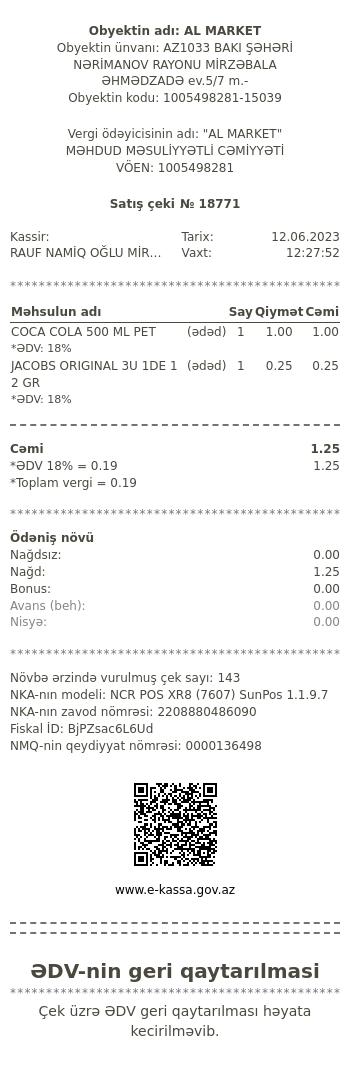 Obyektin adı: AL MARKET
Obyektin ünvanı: AZ1033 BAKI ŞƏHƏRİ
NƏRİMANOV RAYONU MİRZƏBALA
ƏHMƏDZADƏ ev.5/7 m.-
Obyektin kodu: 1005498281-15039
Vergi ödəyicisinin adı: "AL MARKET"
MƏHDUD MƏSULİYYƏTLİ CƏMİYYƏTİ
VÖEN: 1005498281
Satış çeki № 18771
Kassir: Tarix: 12.06.2023
RAUF NAMİQ OĞLU MİR... Vaxt: 12:27:52
********************************************
Məhsulun adı Say Qiymət Cəmi
COCA COLA 500 ML PET (ədəd) 1 1.00 1.00
*ƏDV: 18%
JACOBS ORIGINAL 3U 1DE 1 (ədəd) 1 0.25 0.25
2 GR
*ƏDV: 18%
Cəmi 1.25
*ƏDV 18% = 0.19 1.25
*Toplam vergi = 0.19
********************************************
Ödəniş növü
Nağdsız: 0.00
Nağd: 1.25
Bonus: 0.00
Avans (beh): 0.00
Nisyə: 0.00
********************************************
Növbə ərzində vurulmuş çek sayı: 143
NKA-nın modeli: NCR POS XR8 (7607) SunPos 1.1.9.7
NKA-nın zavod nömrəsi: 2208880486090
Fiskal İD: BjPZsac6L6Ud
NMQ-nin qeydiyyat nömrəsi: 0000136498
www.e-kassa.gov.az
ƏDV-nin geri qaytarılmasi
********************************************
Çek üzrə ƏDV geri qaytarılması həyata
kecirilməvib.